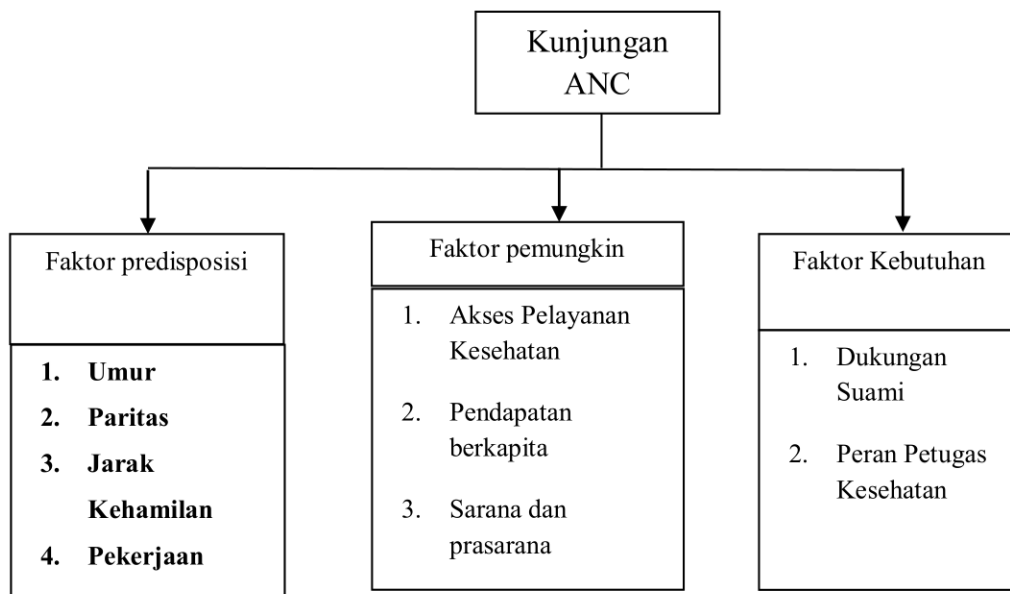 Kunjungan
ANC
Faktor predisposisi
1. Umur
2. Paritas
3. Jarak
Kehamilan
4. Pekerjaan
Faktor pemungkin
1. Akses Pelayanan
Kesehatan
2. Pendapatan
berkapita
3. Sarana dan
prasarana
Faktor Kebutuhan
1. Dukungan
Suami
2. Peran Petugas
Kesehatan